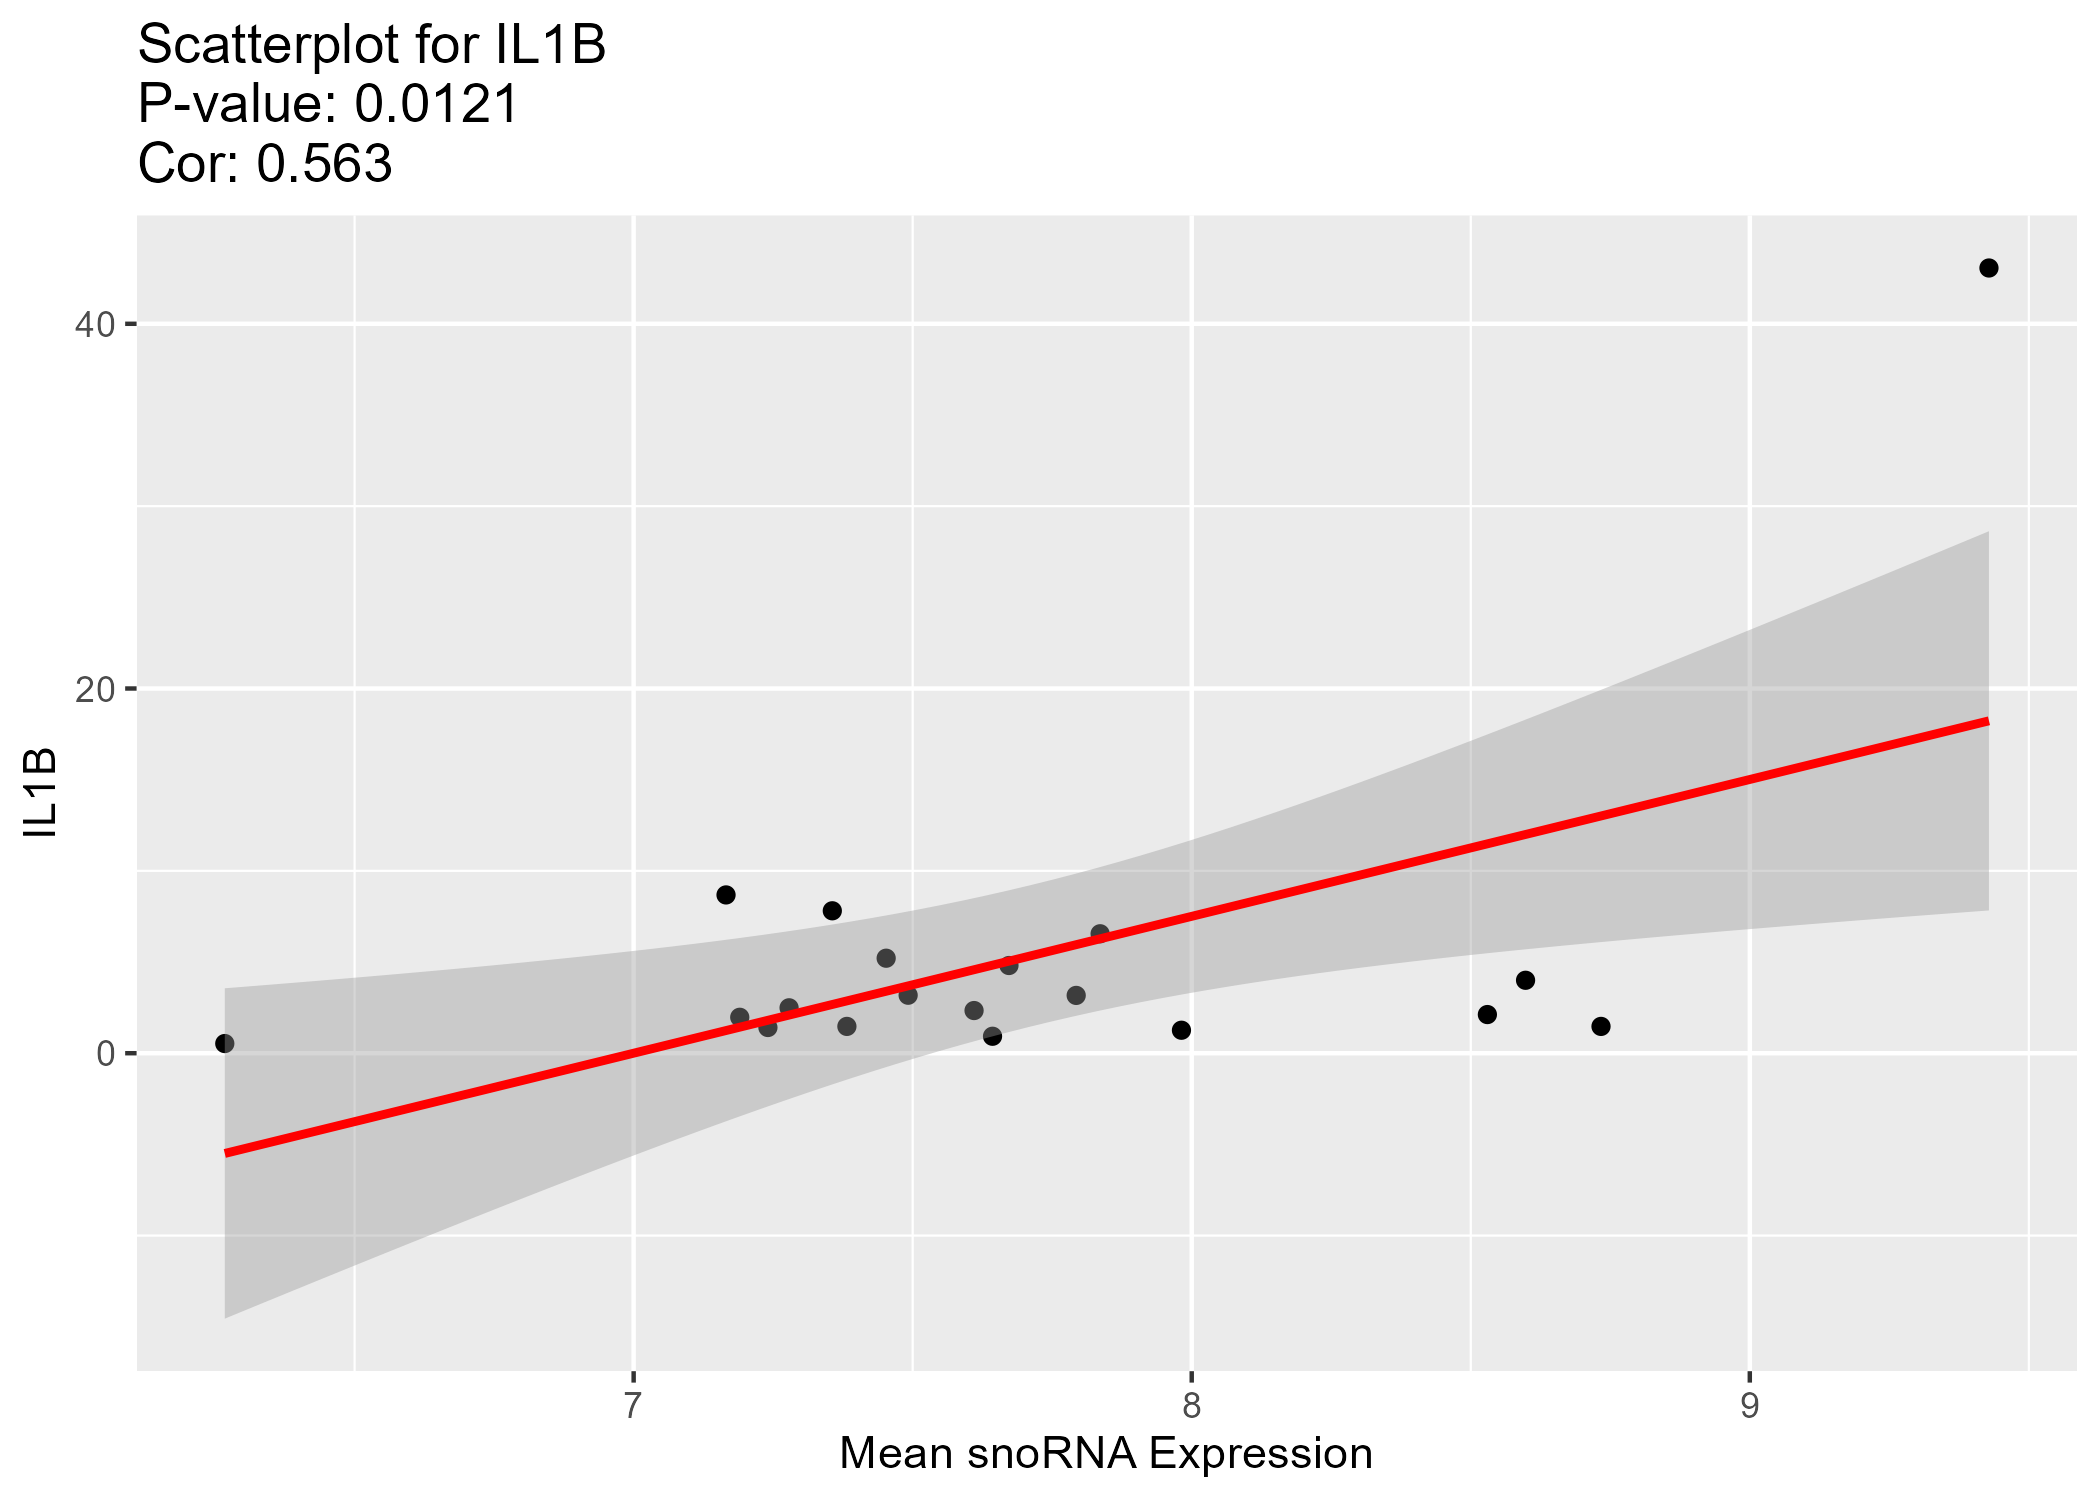 Scatterplot for IL1B
P-value: 0.0121
Cor: 0.563
40
20
0
IL1B
7
8
9
Mean snoRNA Expression